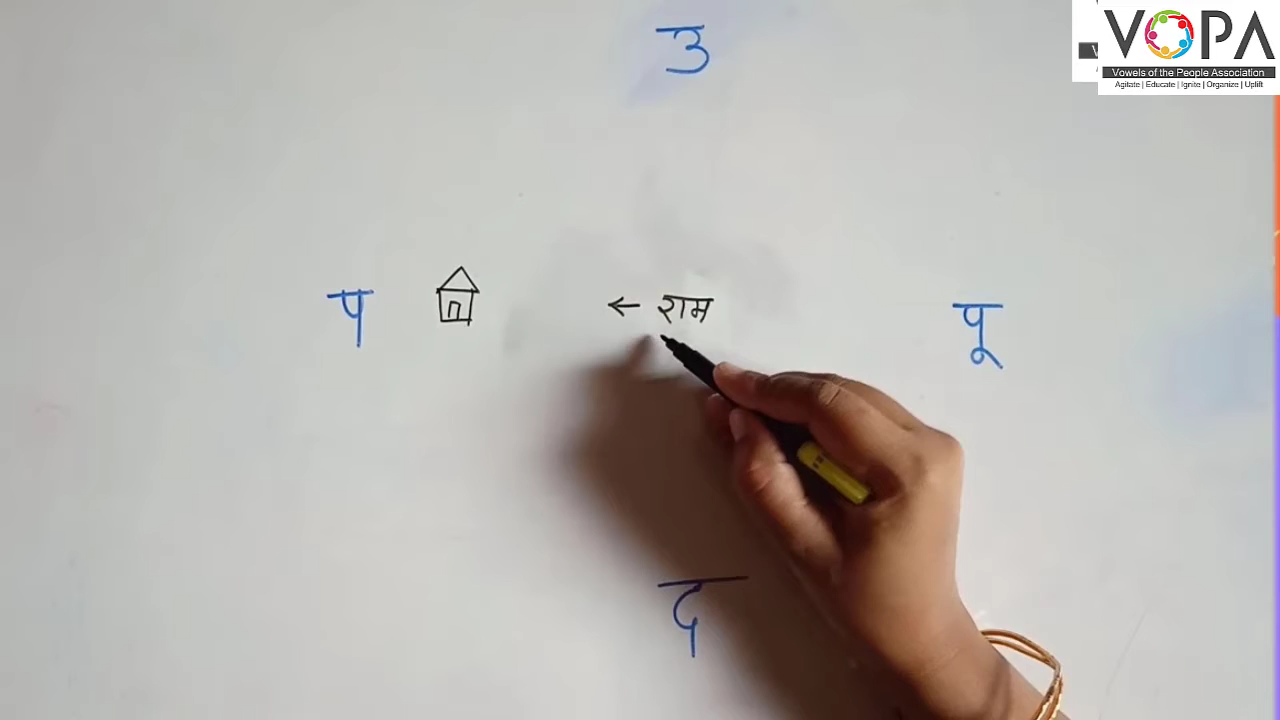 उ
VOPA
Vowels of the People Association
Agitate | Educate | Ignite | Organize | Uplift
प
← राम
पू
द